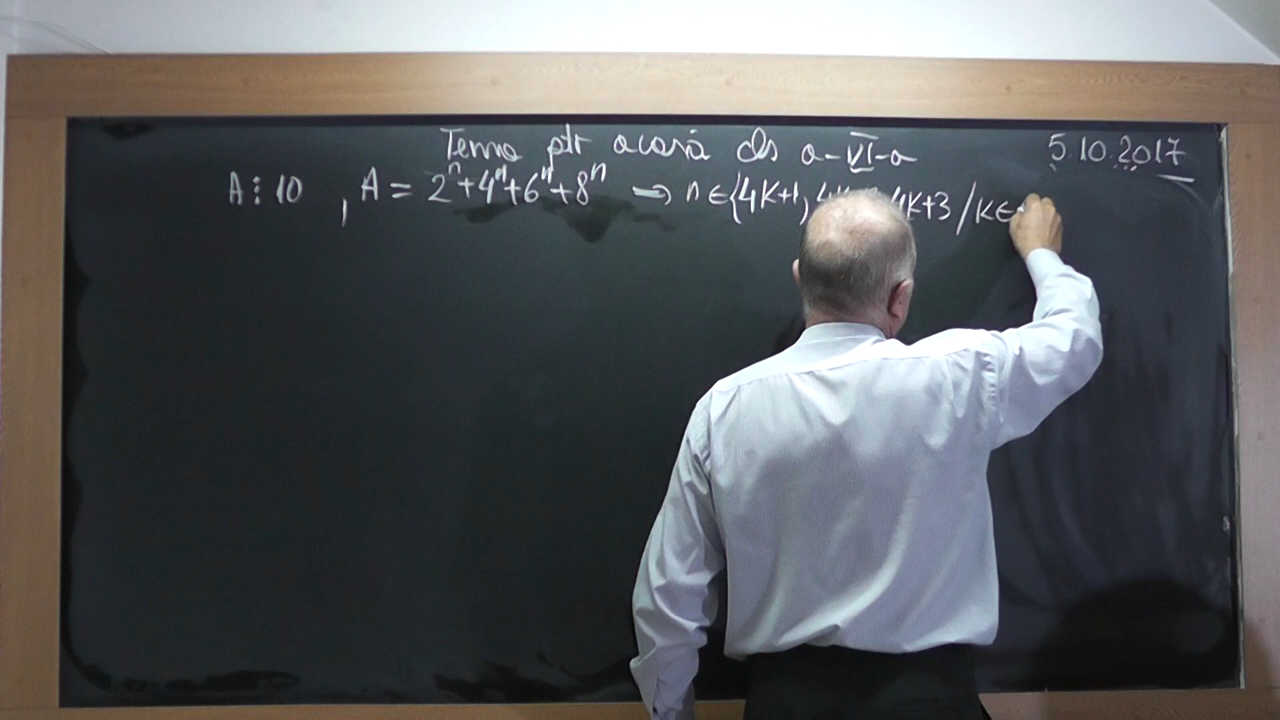 Tema ptr acasă cls a-VI-a 5.10.2017
A⋮10 , A = 2ⁿ+4ⁿ+6ⁿ+8ⁿ → n ∈ {4K+1, 4K+3 / K∈